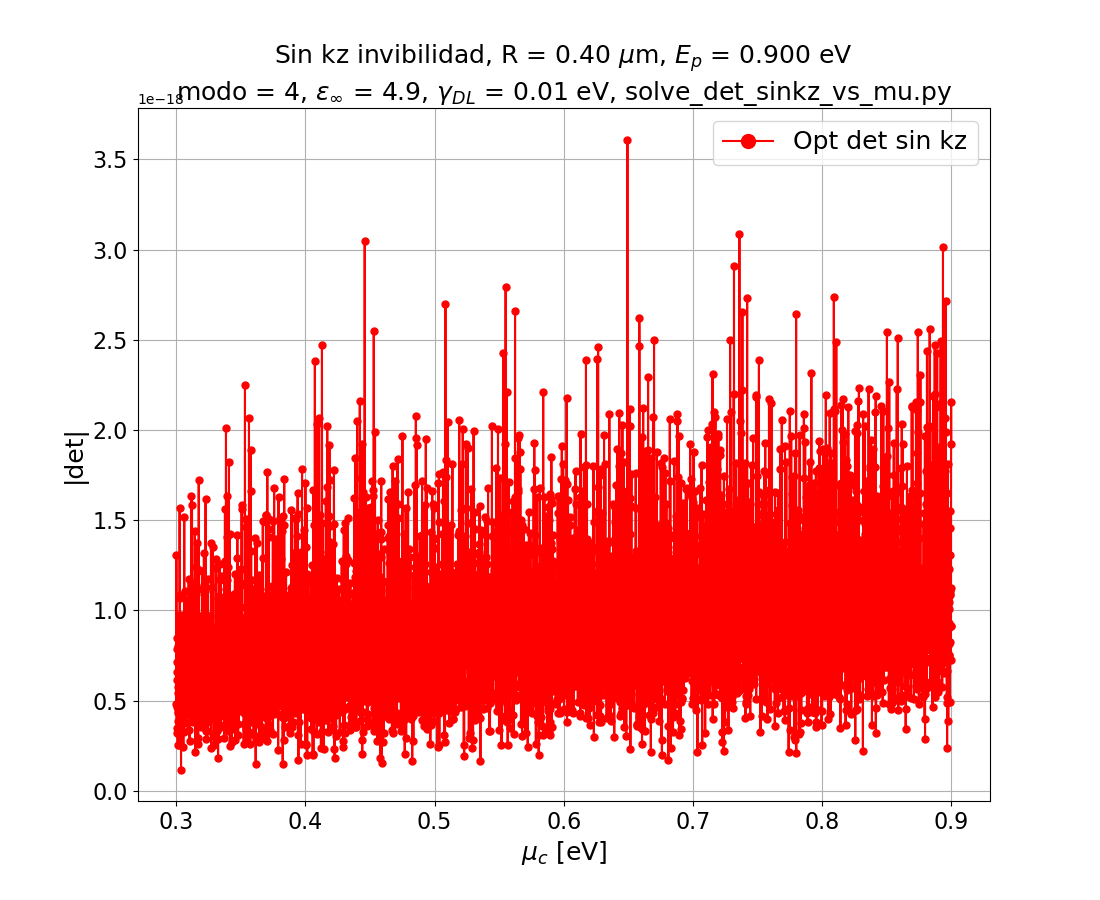 Sin kz invibilidad, R = 0.40 μm, E_p = 0.900 eV
modo = 4, ε_∞ = 4.9, γ_DL = 0.01 eV, solve_det_sinkz_vs_mu.py
1e−18
Opt det sin kz
3.5
3.0
2.5
2.0
1.5
1.0
0.5
0.0
|det|
0.3 0.4 0.5 0.6 0.7 0.8 0.9
μ_c [eV]